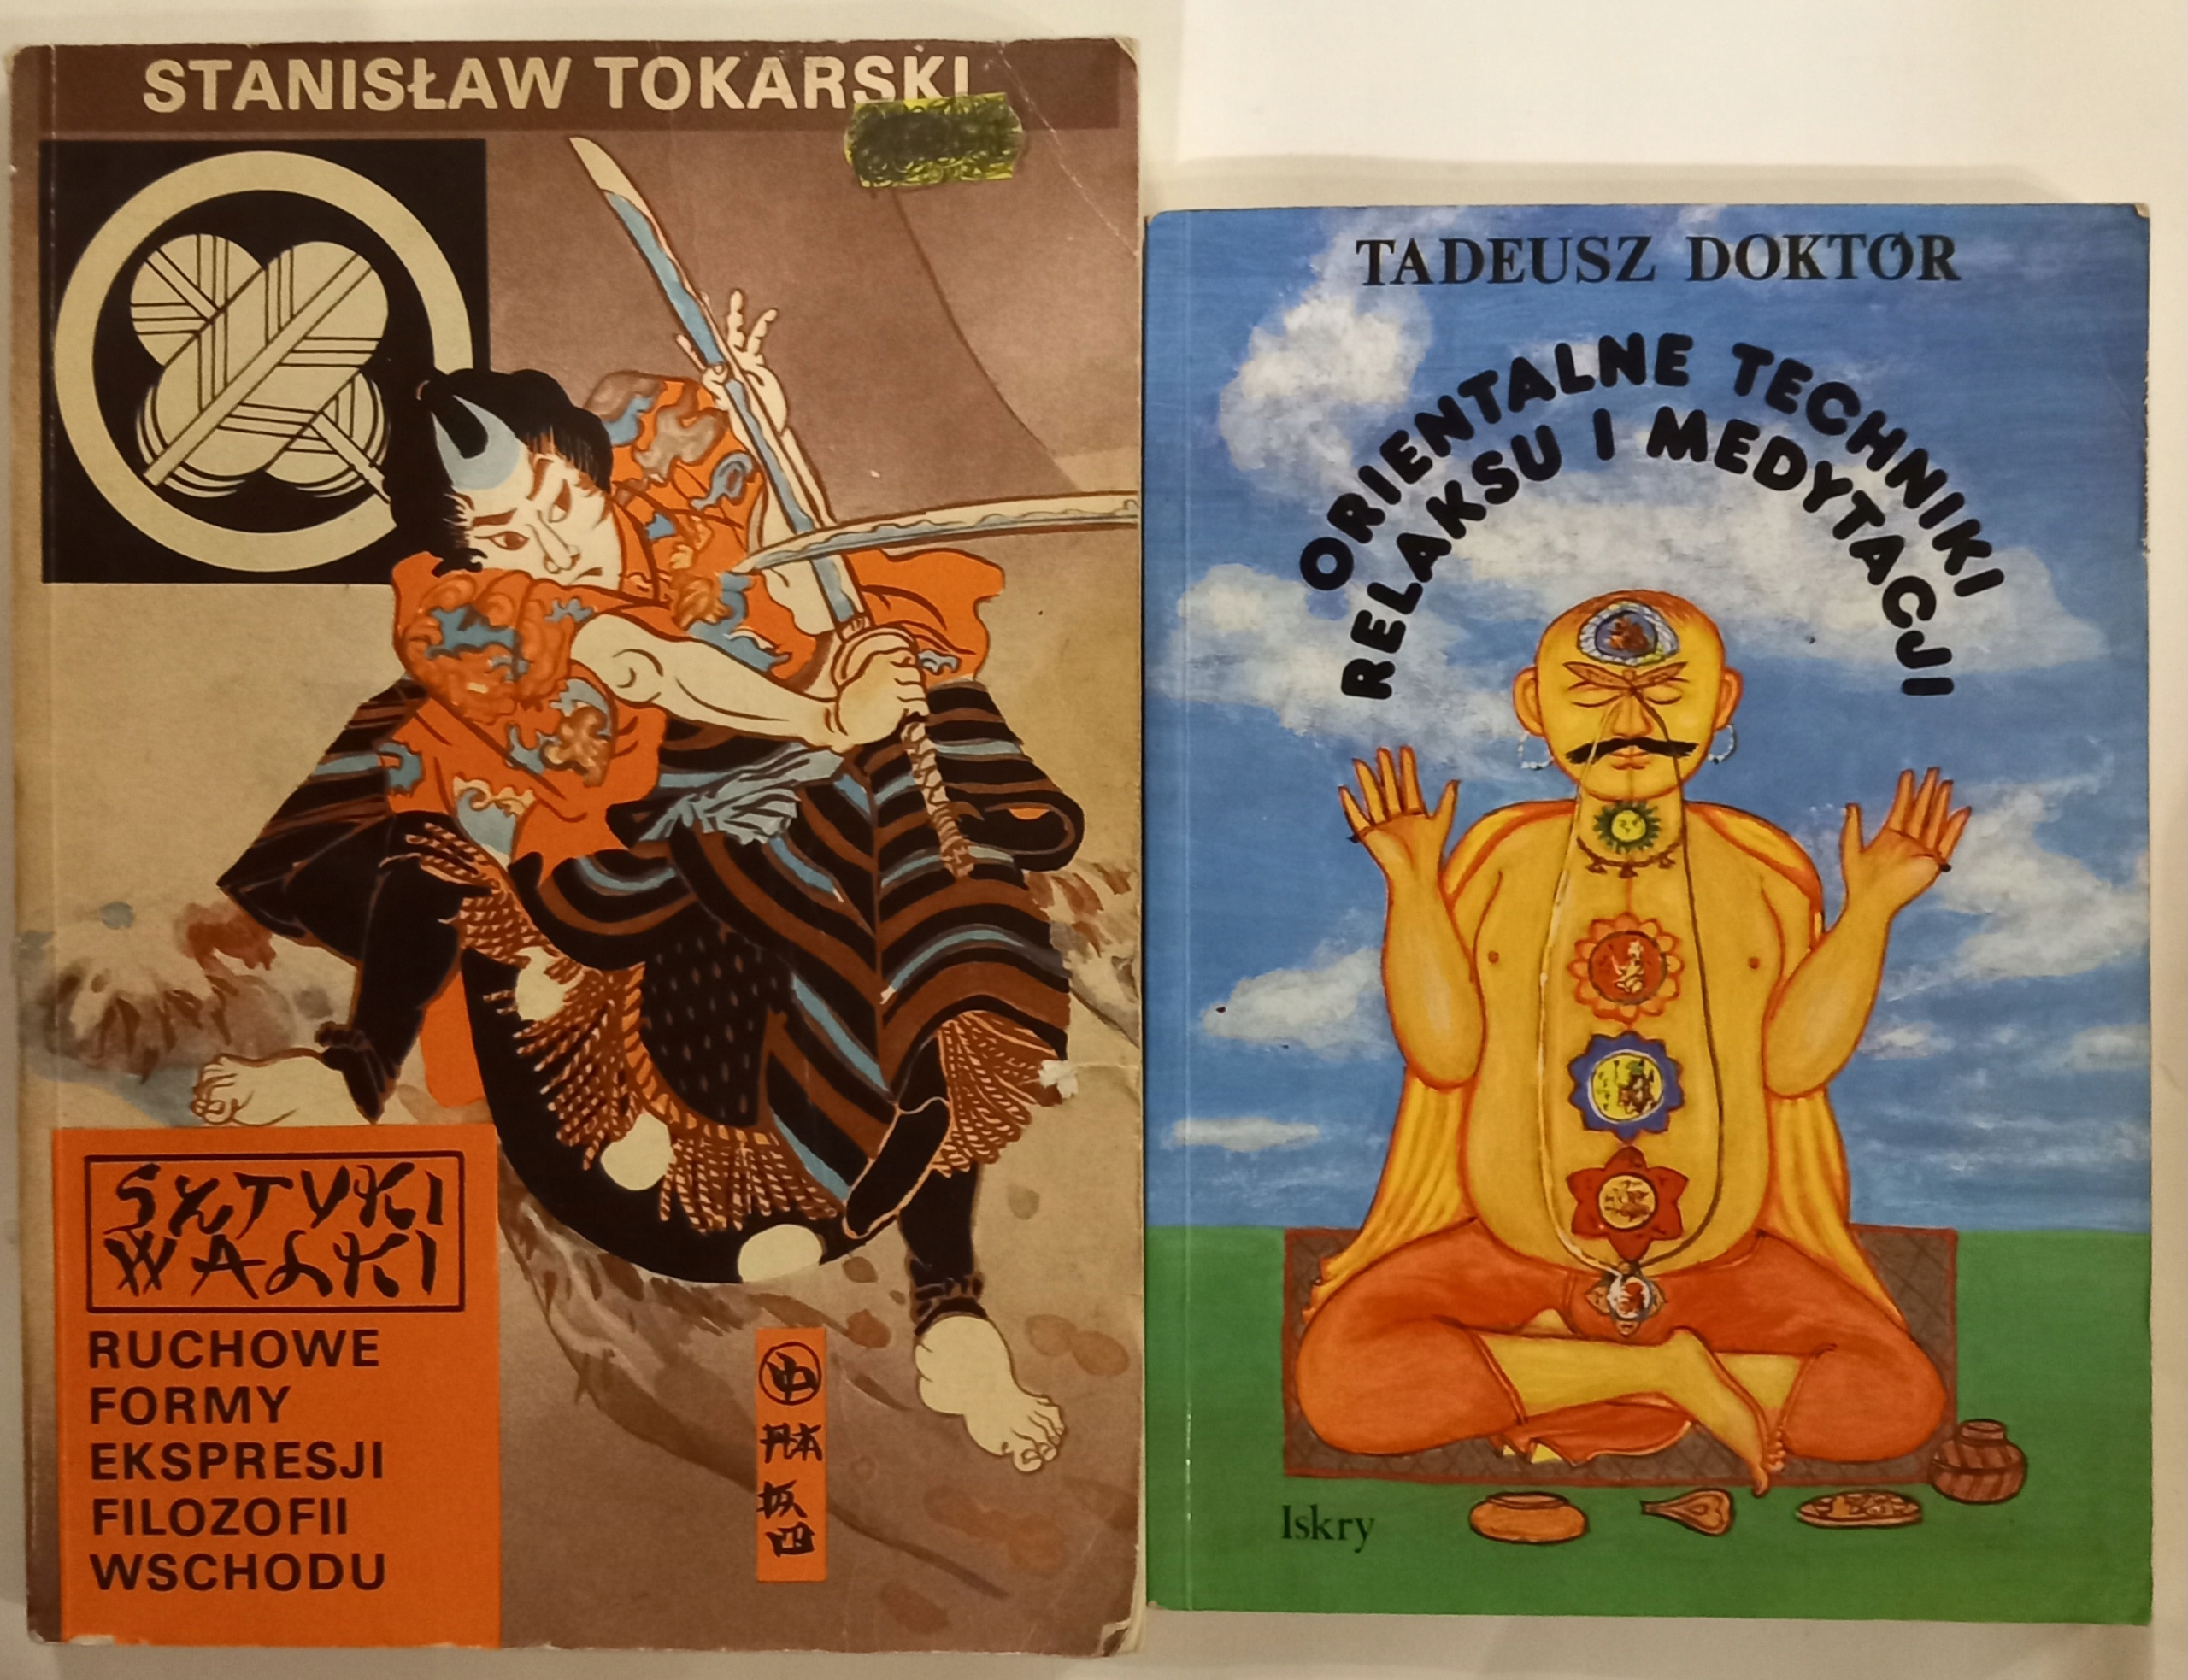 STANISŁAW TOKARSKI
SZTUKI
WALKI
RUCHOWE
FORMY
EKSPRESJI
FILOZOFII
WSCHODU
TADEUSZ DOKTÓR
ORIENTALNE TECHNIKI
RELAKSU I MEDYTACJI
Iskry